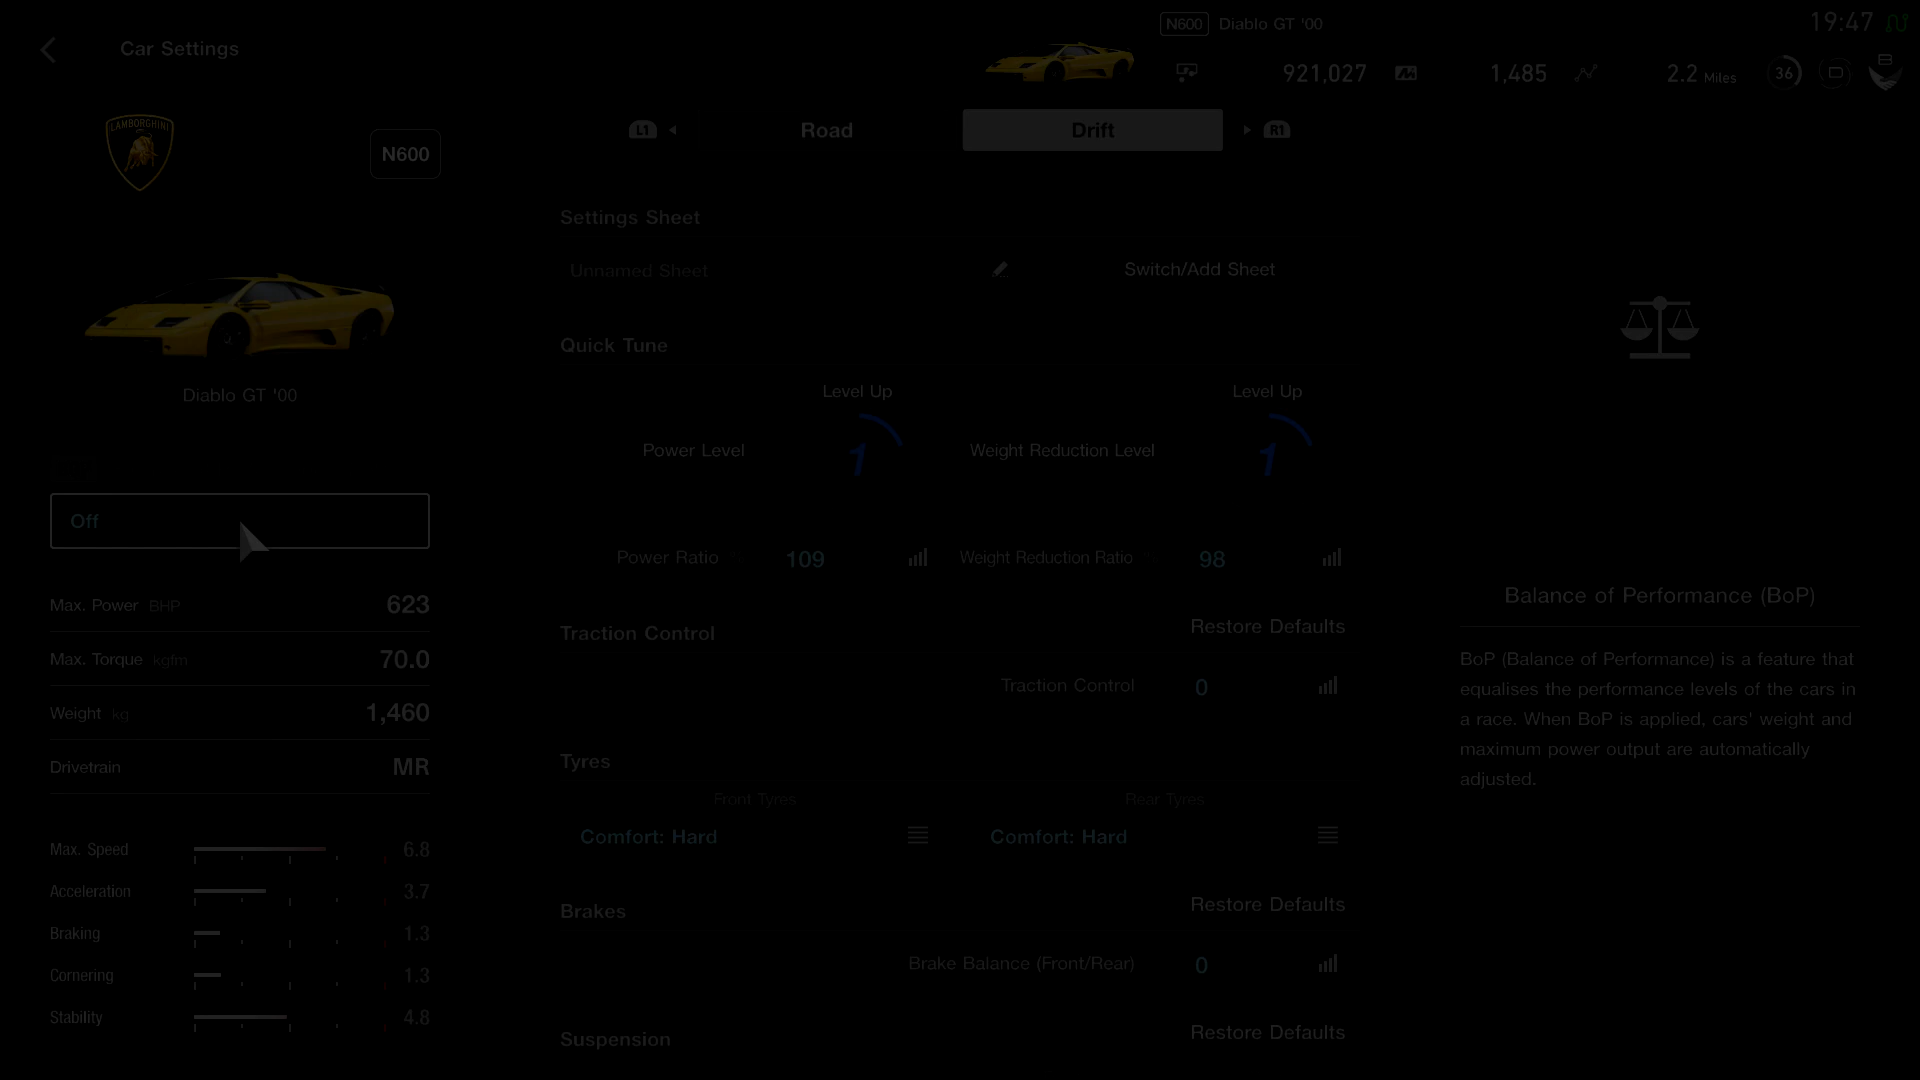 Car Settings
N600 Diablo GT '00
19:47
921,027
1,485
2.2 Miles
36
LAMBORGHINI
N600
L1
Road
Drift
R1
Settings Sheet
Unnamed Sheet
Switch/Add Sheet
Quick Tune
Diablo GT '00
Level Up
Level Up
Power Level
1
Weight Reduction Level
1
Off
Power Ratio
109
Weight Reduction Ratio
98
Max. Power BHP 623
Max. Torque kgfm 70.0
Weight kg 1,460
Drivetrain MR
Traction Control
Restore Defaults
Traction Control
0
Tyres
Front Tyres
Rear Tyres
Comfort: Hard
Comfort: Hard
Max. Speed 6.8
Acceleration 3.7
Braking 1.3
Cornering 1.3
Stability 4.8
Brakes
Restore Defaults
Brake Balance (Front/Rear)
0
Suspension
Restore Defaults
Balance of Performance (BoP)
BoP (Balance of Performance) is a feature that
equalises the performance levels of the cars in
a race. When BoP is applied, cars' weight and
maximum power output are automatically
adjusted.